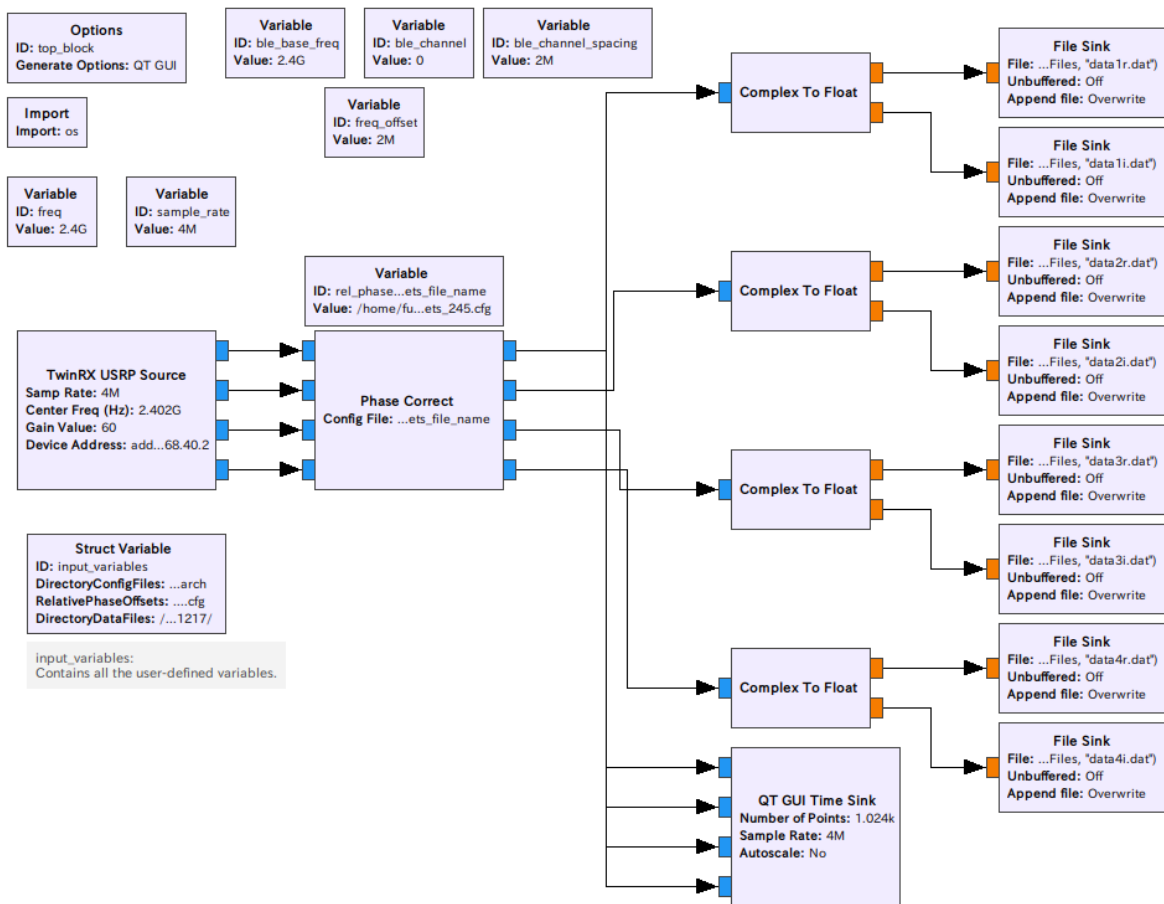 Options
ID: top_block
Generate Options: QT GUI
Variable
ID: ble_base_freq
Value: 2.4G
Variable
ID: ble_channel
Value: 0
Variable
ID: ble_channel_spacing
Value: 2M
Import
Import: os
Variable
ID: freq_offset
Value: 2M
Variable
ID: freq
Value: 2.4G
Variable
ID: sample_rate
Value: 4M
Variable
ID: rel_phase...ets_file_name
Value: /home/fu...ets_245.cfg
TwinRX USRP Source
Samp Rate: 4M
Center Freq (Hz): 2.402G
Gain Value: 60
Device Address: add...68.40.2
Phase Correct
Config File: ...ets_file_name
Struct Variable
ID: input_variables
DirectoryConfigFiles: ...arch
RelativePhaseOffsets: ....cfg
DirectoryDataFiles: /...1217/
input_variables:
Contains all the user-defined variables.
Complex To Float
File Sink
File: ...Files, "data1r.dat")
Unbuffered: Off
Append file: Overwrite
File Sink
File: ...Files, "data1i.dat")
Unbuffered: Off
Append file: Overwrite
Complex To Float
File Sink
File: ...Files, "data2r.dat")
Unbuffered: Off
Append file: Overwrite
File Sink
File: ...Files, "data2i.dat")
Unbuffered: Off
Append file: Overwrite
Complex To Float
File Sink
File: ...Files, "data3r.dat")
Unbuffered: Off
Append file: Overwrite
File Sink
File: ...Files, "data3i.dat")
Unbuffered: Off
Append file: Overwrite
Complex To Float
File Sink
File: ...Files, "data4r.dat")
Unbuffered: Off
Append file: Overwrite
File Sink
File: ...Files, "data4i.dat")
Unbuffered: Off
Append file: Overwrite
QT GUI Time Sink
Number of Points: 1.024k
Sample Rate: 4M
Autoscale: No